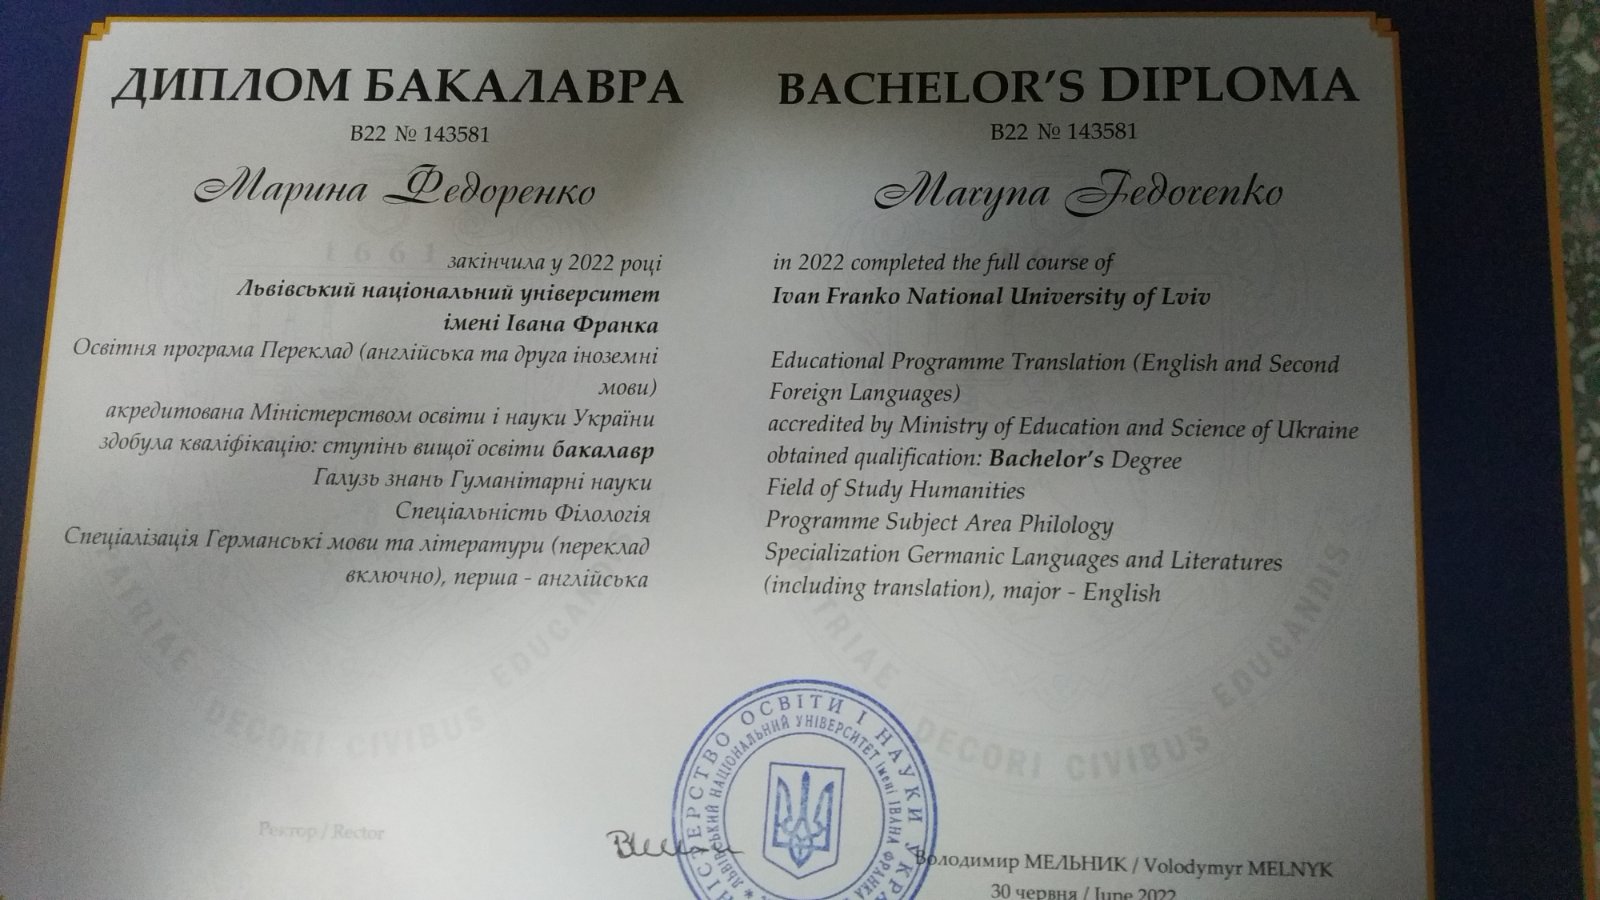 ДИПЛОМ БАКАЛАВРА
В22 № 143581
Марина Федоренко
1661
закінчила у 2022 році
Львівський національний університет
імені Івана Франка
Освітня програма Переклад (англійська та друга іноземні
мови)
акредитована Міністерством освіти і науки України
здобула кваліфікацію: ступінь вищої освіти бакалавр
Галузь знань Гуманітарні науки
Спеціальність Філологія
Спеціалізація Германські мови та літератури (переклад
включно), перша - англійська
PATRIAE DECORI CIVIBUS EDUCANDIS
BACHELOR'S DIPLOMA
B22 № 143581
Maryna Fedorenko
in 2022 completed the full course of
Ivan Franko National University of Lviv
Educational Programme Translation (English and Second
Foreign Languages)
accredited by Ministry of Education and Science of Ukraine
obtained qualification: Bachelor's Degree
Field of Study Humanities
Programme Subject Area Philology
Specialization Germanic Languages and Literatures
(including translation), major - English
PATRIAE DECORI CIVIBUS EDUCANDIS
Ректор / Rector
МІНІСТЕРСТВО ОСВІТИ І НАУКИ УКРА
ЛЬВІВСЬКИЙ НАЦІОНАЛЬНИЙ УНІВЕРСИТЕТ імені ІВАНА ФРАНКА
Володимир МЕЛЬНИК / Volodymyr MELNYK
30 червня / June 2022